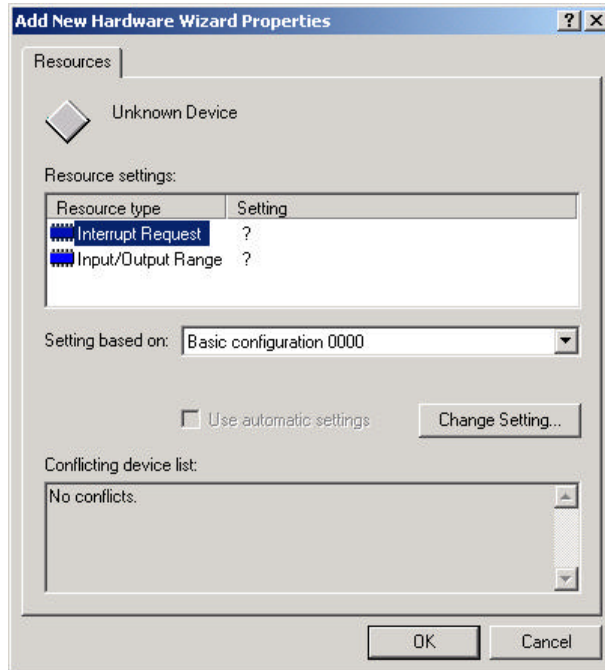 Add New Hardware Wizard Properties
Resources
Unknown Device
Resource settings:
Resource type Setting
Interrupt Request ?
Input/Output Range ?
Setting based on: Basic configuration 0000
Use automatic settings Change Setting...
Conflicting device list:
No conflicts.
OK Cancel